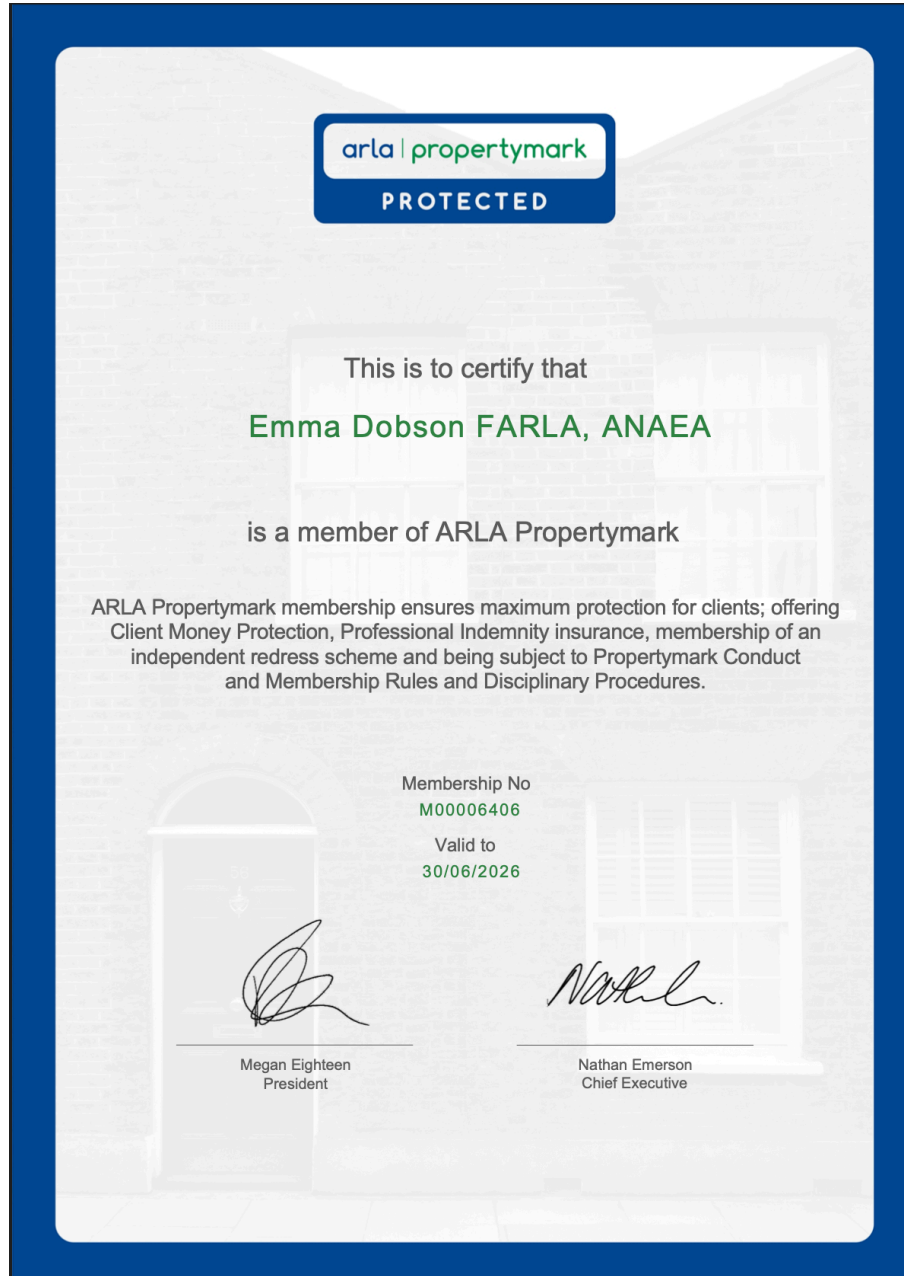 arla | propertymark
PROTECTED
This is to certify that
Emma Dobson FARLA, ANAEA
is a member of ARLA Propertymark
ARLA Propertymark membership ensures maximum protection for clients; offering
Client Money Protection, Professional Indemnity insurance, membership of an
independent redress scheme and being subject to Propertymark Conduct
and Membership Rules and Disciplinary Procedures.
Membership No
M00006406
Valid to
30/06/2026
Megan Eighteen
President
Nathan Emerson
Chief Executive